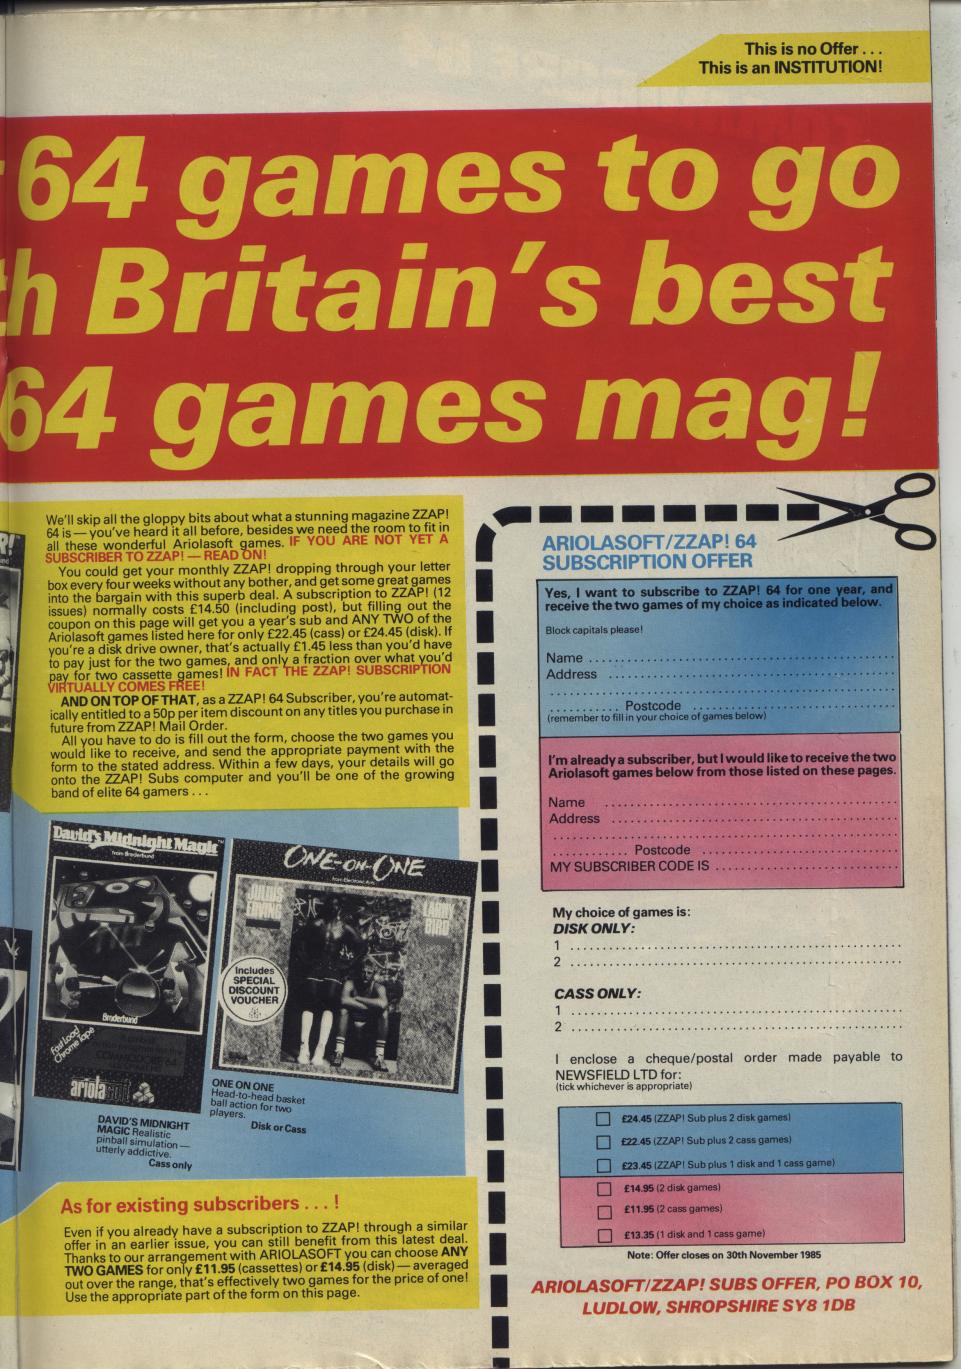 This is no Offer . . .
This is an INSTITUTION!
64 games to go
th Britain's best
64 games mag!
We'll skip all the gloppy bits about what a stunning magazine ZZAP!
64 is — you've heard it all before, besides we need the room to fit in
all these wonderful Ariolasoft games. IF YOU ARE NOT YET A
SUBSCRIBER TO ZZAP! — READ ON!
You could get your monthly ZZAP! dropping through your letter
box every four weeks without any bother, and get some great games
into the bargain with this superb deal. A subscription to ZZAP! (12
issues) normally costs £14.50 (including post), but filling out the
coupon on this page will get you a year's sub and ANY TWO of the
Ariolasoft games listed here for only £22.45 (cass) or £24.45 (disk). If
you're a disk drive owner, that's actually £1.45 less than you'd have
to pay just for the two games, and only a fraction over what you'd
pay for two cassette games! IN FACT THE ZZAP! SUBSCRIPTION
VIRTUALLY COMES FREE!
AND ON TOP OF THAT, as a ZZAP! 64 Subscriber, you're automat-
ically entitled to a 50p per item discount on any titles you purchase in
future from ZZAP! Mail Order.
All you have to do is fill out the form, choose the two games you
would like to receive, and send the appropriate payment with the
form to the stated address. Within a few days, your details will go
onto the ZZAP! Subs computer and you'll be one of the growing
band of elite 64 gamers . . .
David's Midnight Magic
from Broderbund
Broderbund
Fast Load
Chrome Tape
COMMODORE 64
ariolasoft
ONE-ON-ONE
from Electronic Arts
JULIUS
ERVING
LARRY
BIRD
Includes
SPECIAL
DISCOUNT
VOUCHER
ONE ON ONE
Head-to-head basket
ball action for two
players.
Disk or Cass
DAVID'S MIDNIGHT
MAGIC Realistic
pinball simulation —
utterly addictive.
Cass only
As for existing subscribers . . . !
Even if you already have a subscription to ZZAP! through a similar
offer in an earlier issue, you can still benefit from this latest deal.
Thanks to our arrangement with ARIOLASOFT you can choose ANY
TWO GAMES for only £11.95 (cassettes) or £14.95 (disk) — averaged
out over the range, that's effectively two games for the price of one!
Use the appropriate part of the form on this page.
ARIOLASOFT/ZZAP! 64
SUBSCRIPTION OFFER
Yes, I want to subscribe to ZZAP! 64 for one year, and
receive the two games of my choice as indicated below.
Block capitals please!
Name
Address
Postcode
(remember to fill in your choice of games below)
I'm already a subscriber, but I would like to receive the two
Ariolasoft games below from those listed on these pages.
Name
Address
Postcode
MY SUBSCRIBER CODE IS
My choice of games is:
DISK ONLY:
1
2
CASS ONLY:
1
2
I enclose a cheque/postal order made payable to
NEWSFIELD LTD for:
(tick whichever is appropriate)
£24.45 (ZZAP! Sub plus 2 disk games)
£22.45 (ZZAP! Sub plus 2 cass games)
£23.45 (ZZAP! Sub plus 1 disk and 1 cass game)
£14.95 (2 disk games)
£11.95 (2 cass games)
£13.35 (1 disk and 1 cass game)
Note: Offer closes on 30th November 1985
ARIOLASOFT/ZZAP! SUBS OFFER, PO BOX 10,
LUDLOW, SHROPSHIRE SY8 1DB